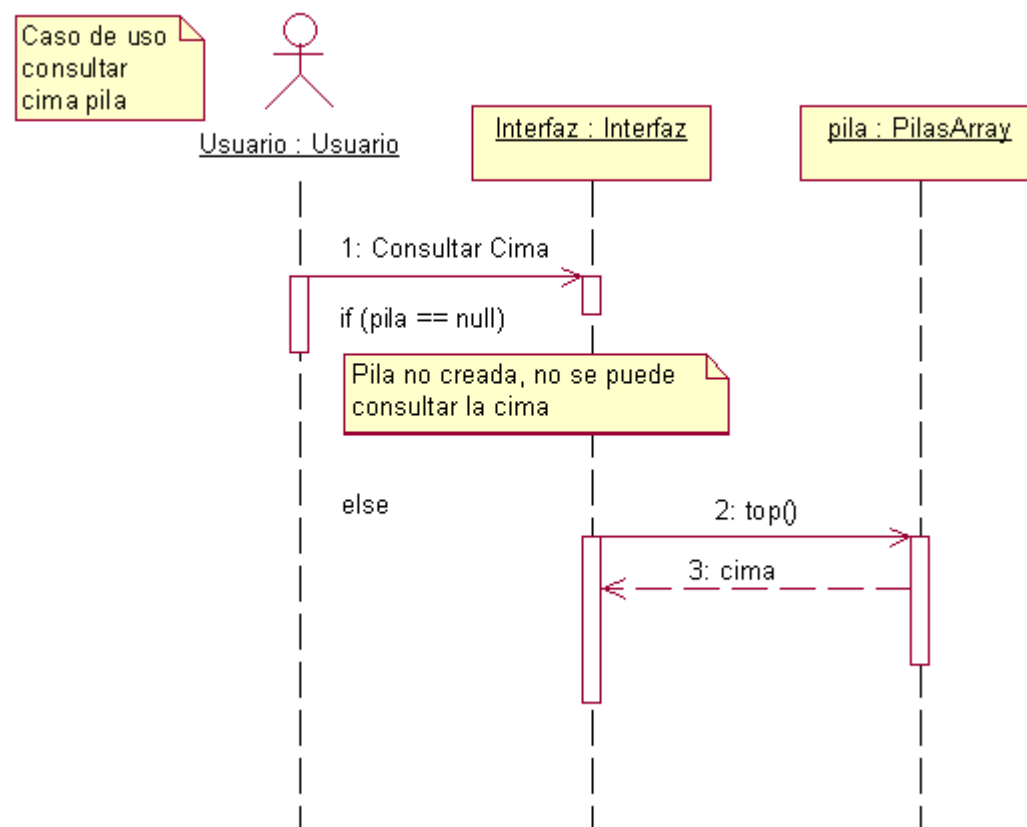 Caso de uso
consultar
cima pila
Usuario : Usuario
Interfaz : Interfaz
pila : PilasArray
1: Consultar Cima
if (pila == null)
Pila no creada, no se puede
consultar la cima
else
2: top()
3: cima